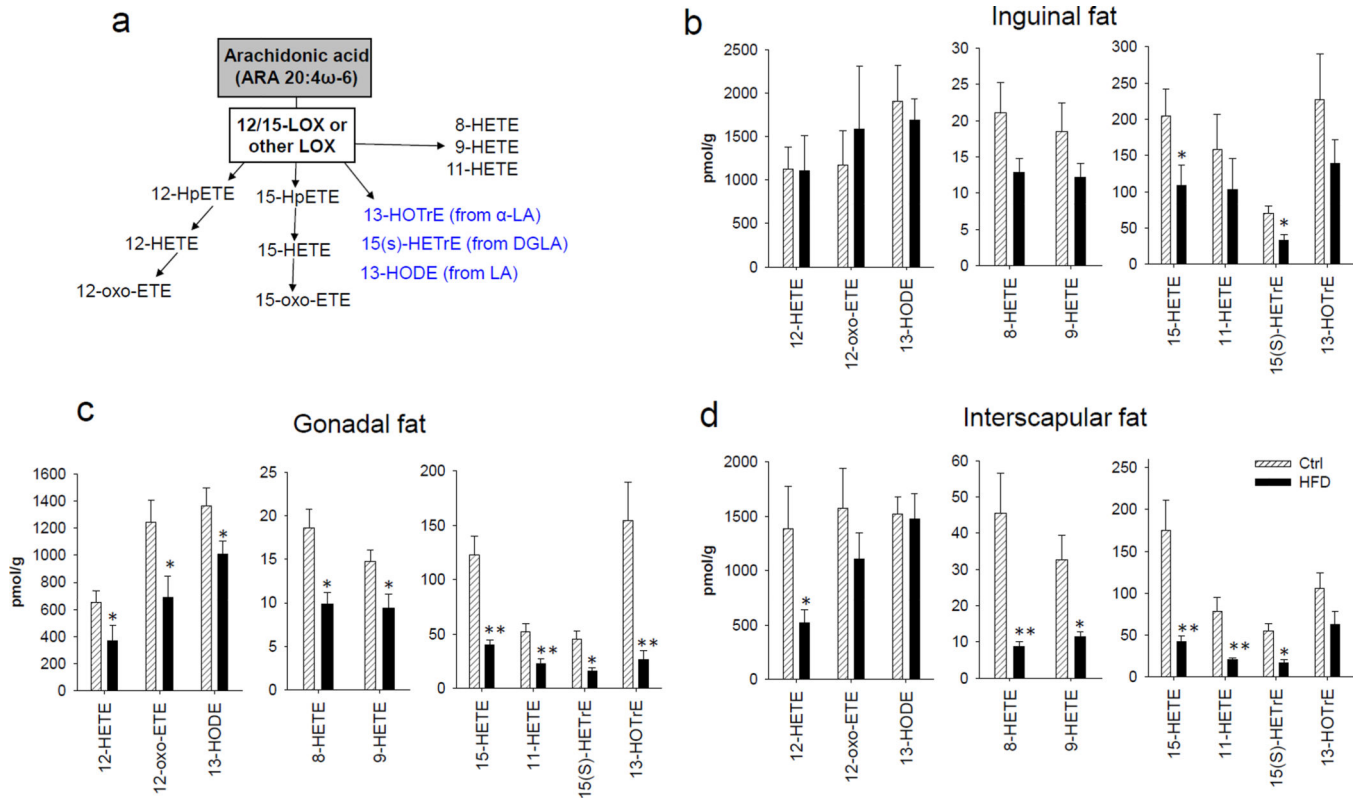 a
Arachidonic acid
(ARA 20:4ω-6)
12/15-LOX or
other LOX
8-HETE
9-HETE
11-HETE
12-HpETE
15-HpETE
13-HOTrE (from α-LA)
12-HETE
15-HETE
15(s)-HETrE (from DGLA)
13-HODE (from LA)
12-oxo-ETE
15-oxo-ETE
b
Inguinal fat
pmol/g
2500
2000
1500
1000
500
0
12-HETE
12-oxo-ETE
13-HODE
30
25
20
15
10
5
0
8-HETE
9-HETE
300
250
200
150
100
50
0
*
*
15-HETE
11-HETE
15(S)-HETrE
13-HOTrE
c
Gonadal fat
pmol/g
1600
1400
1200
1000
800
600
400
200
0
*
*
*
12-HETE
12-oxo-ETE
13-HODE
25
20
15
10
5
0
*
*
8-HETE
9-HETE
200
150
100
50
0
**
**
*
**
15-HETE
11-HETE
15(S)-HETrE
13-HOTrE
d
Interscapular fat
pmol/g
2000
1500
1000
500
0
*
12-HETE
12-oxo-ETE
13-HODE
60
50
40
30
20
10
0
**
*
8-HETE
9-HETE
250
200
150
100
50
0
**
**
*
15-HETE
11-HETE
15(S)-HETrE
13-HOTrE
Ctrl
HFD